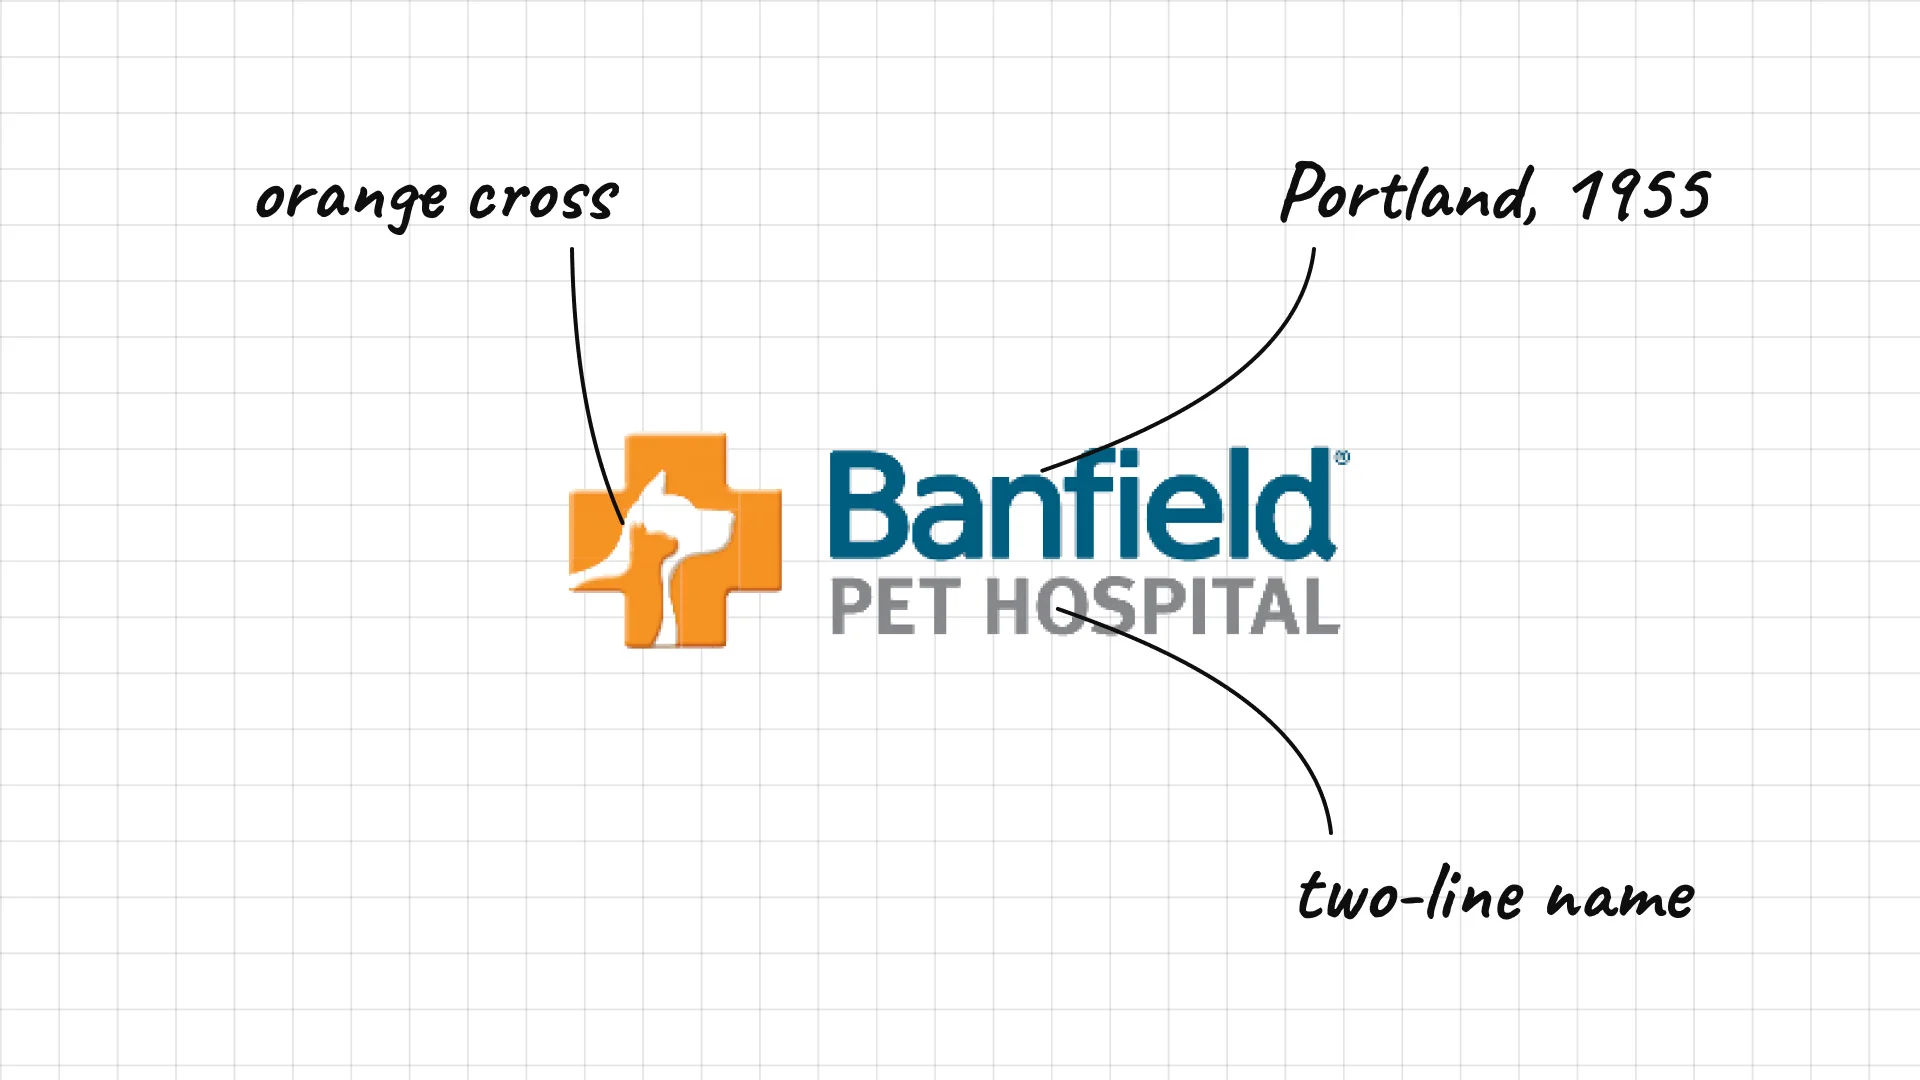 orange cross
Portland, 1955
Banfield®
PET HOSPITAL
two-line name